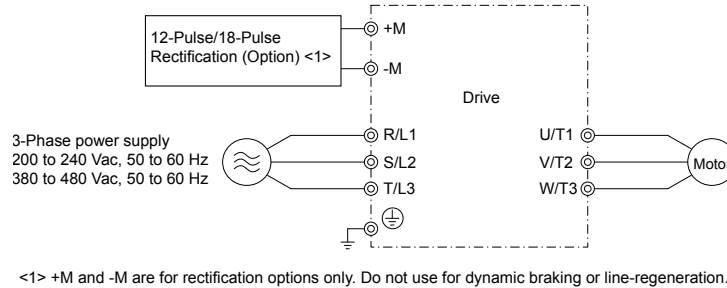 12-Pulse/18-Pulse
Rectification (Option) <1>
+M
-M
Drive
3-Phase power supply
200 to 240 Vac, 50 to 60 Hz
380 to 480 Vac, 50 to 60 Hz
R/L1
S/L2
T/L3
U/T1
V/T2
W/T3
Motor
<1> +M and -M are for rectification options only. Do not use for dynamic braking or line-regeneration.